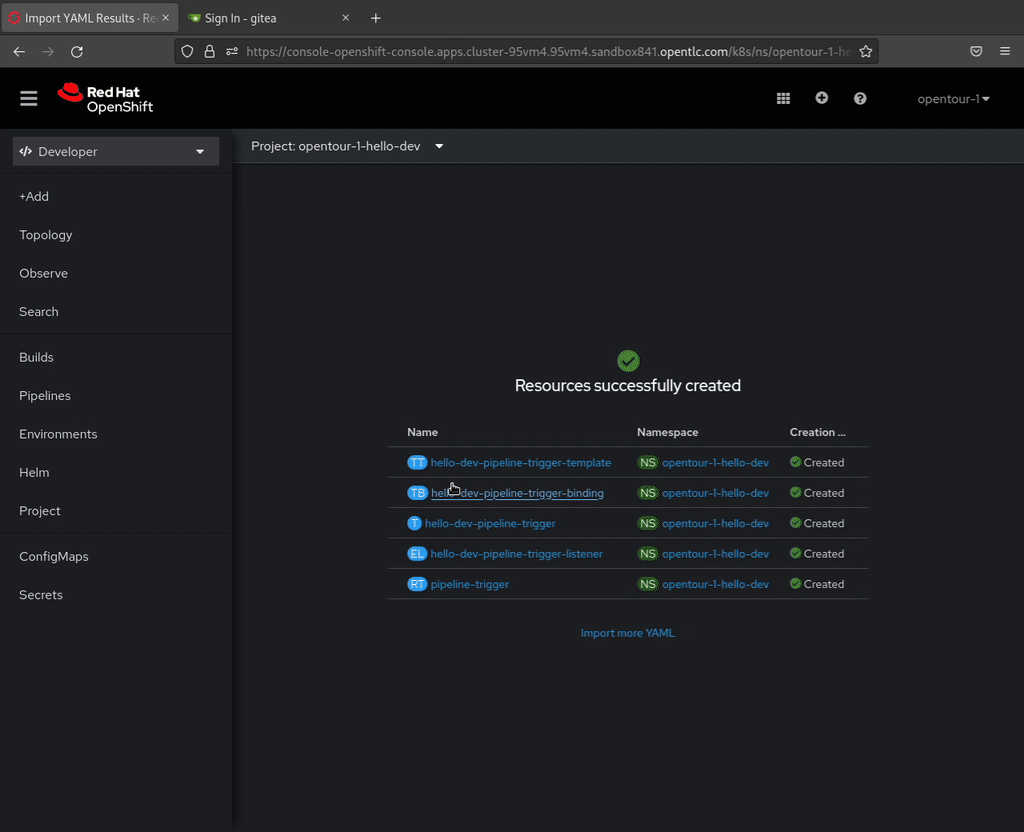 Import YAML Results · Re
Sign In - gitea
https://console-openshift-console.apps.cluster-95vm4.95vm4.sandbox841.opentlc.com/k8s/ns/opentour-1-he
Red Hat
OpenShift
opentour-1
Developer
Project: opentour-1-hello-dev
+Add
Topology
Observe
Search
Builds
Pipelines
Environments
Helm
Project
ConfigMaps
Secrets
Resources successfully created
Name Namespace Creation ...
TT hello-dev-pipeline-trigger-template NS opentour-1-hello-dev Created
TB hello-dev-pipeline-trigger-binding NS opentour-1-hello-dev Created
T hello-dev-pipeline-trigger NS opentour-1-hello-dev Created
EL hello-dev-pipeline-trigger-listener NS opentour-1-hello-dev Created
RT pipeline-trigger NS opentour-1-hello-dev Created
Import more YAML